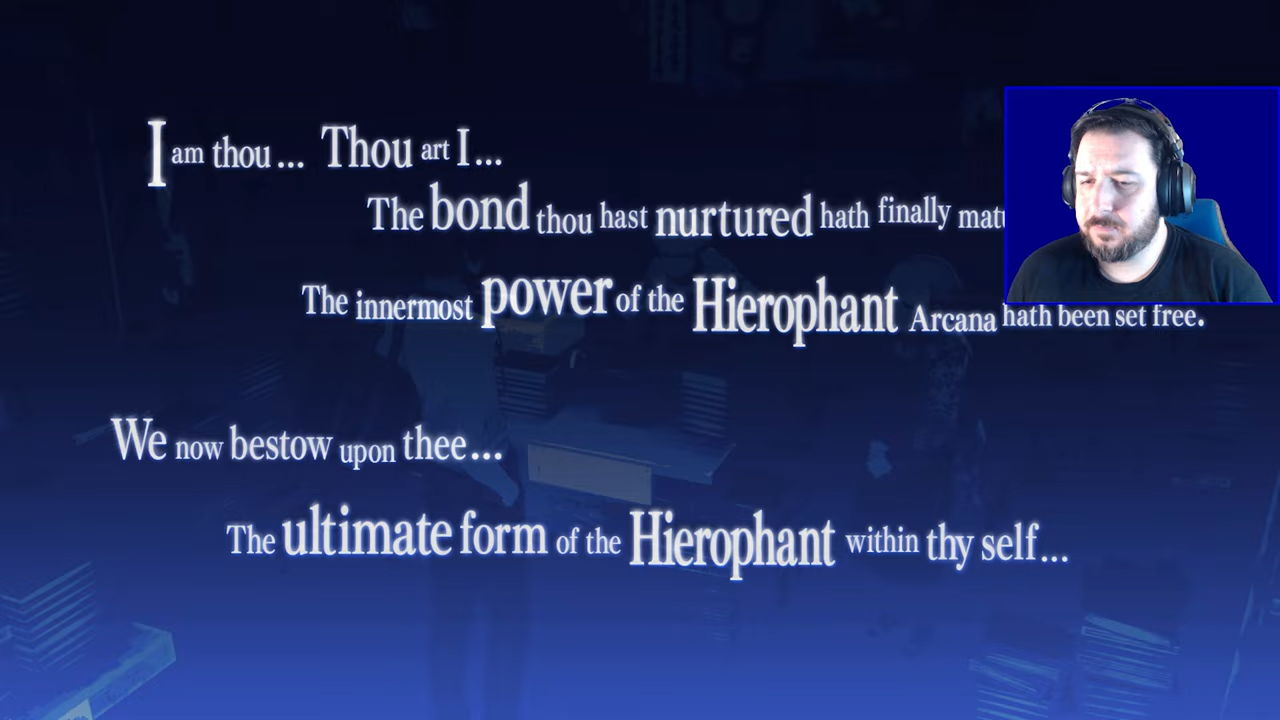 I am thou... Thou art I...
The bond thou hast nurtured hath finally
The innermost power of the Hierophant Arcana hath been set free.
We now bestow upon thee...
The ultimate form of the Hierophant within thy self...